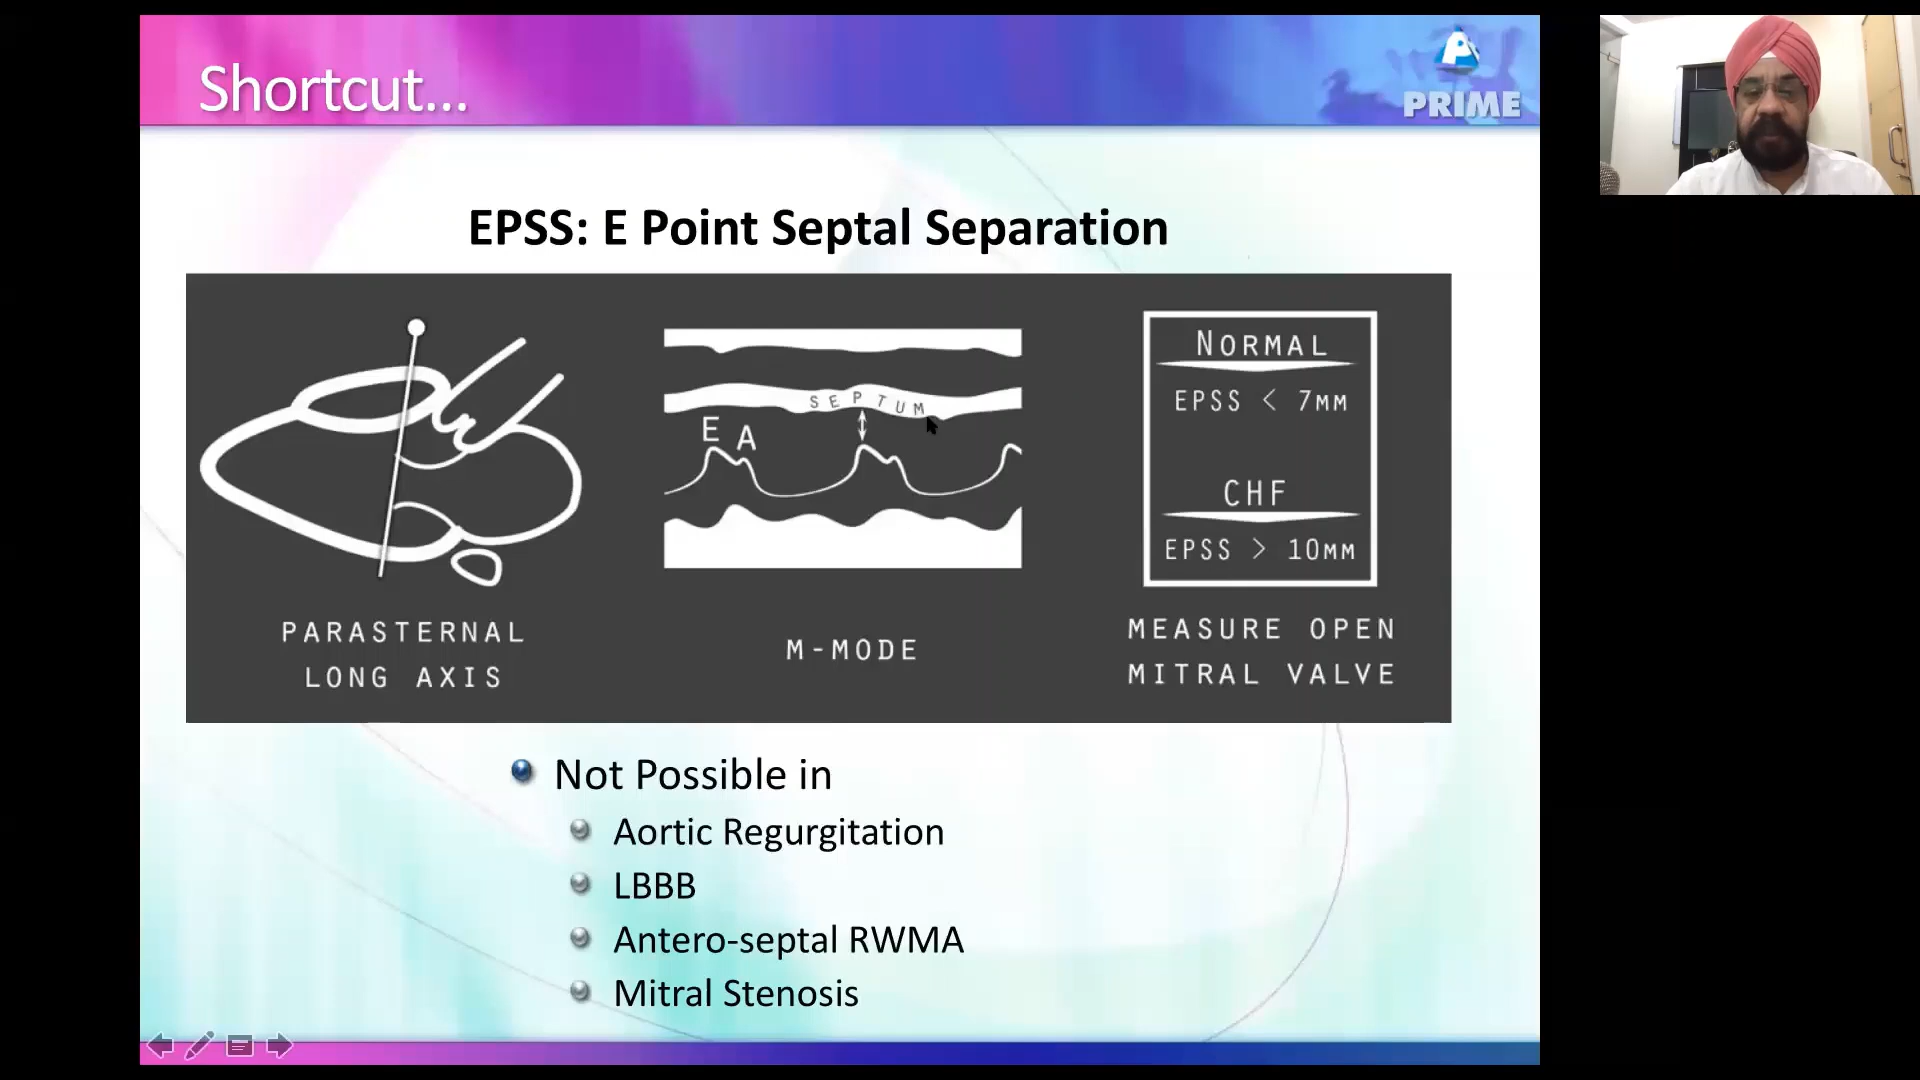 Shortcut...
PRIME
EPSS: E Point Septal Separation
PARASTERNAL
LONG AXIS
SEPTUM
E A
M-MODE
NORMAL
EPSS < 7MM
CHF
EPSS > 10MM
MEASURE OPEN
MITRAL VALVE
Not Possible in
Aortic Regurgitation
LBBB
Antero-septal RWMA
Mitral Stenosis